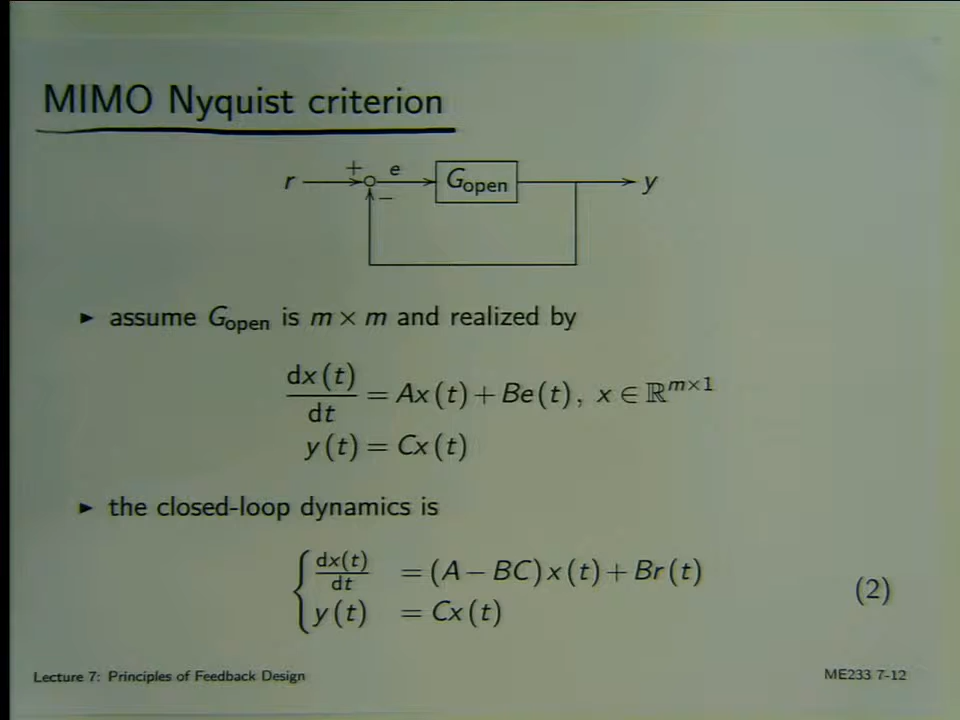 MIMO Nyquist criterion
r + e G_open y
−
▶ assume G_open is m × m and realized by
dx(t)/dt = Ax(t) + Be(t), x ∈ ℝ^{m×1}
y(t) = Cx(t)
▶ the closed-loop dynamics is
{ dx(t)/dt = (A − BC)x(t) + Br(t)
y(t) = Cx(t) (2)
Lecture 7: Principles of Feedback Design ME233 7-12